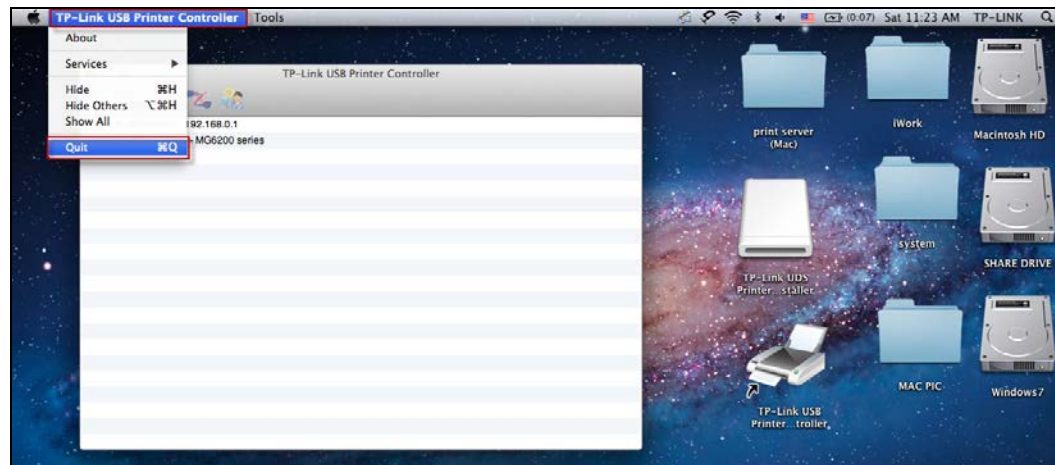 TP-Link USB Printer Controller Tools
(0:07) Sat 11:23 AM TP-LINK
About
Services
Hide ⌘H
Hide Others ⌥⌘H
Show All
Quit ⌘Q
TP-Link USB Printer Controller
192.168.0.1
MG6200 series
print server
(Mac)
iWork
Macintosh HD
TP-Link UDS
Printer...staller
system
SHARE DRIVE
TP-Link USB
Printer...troller
MAC PIC
Windows7